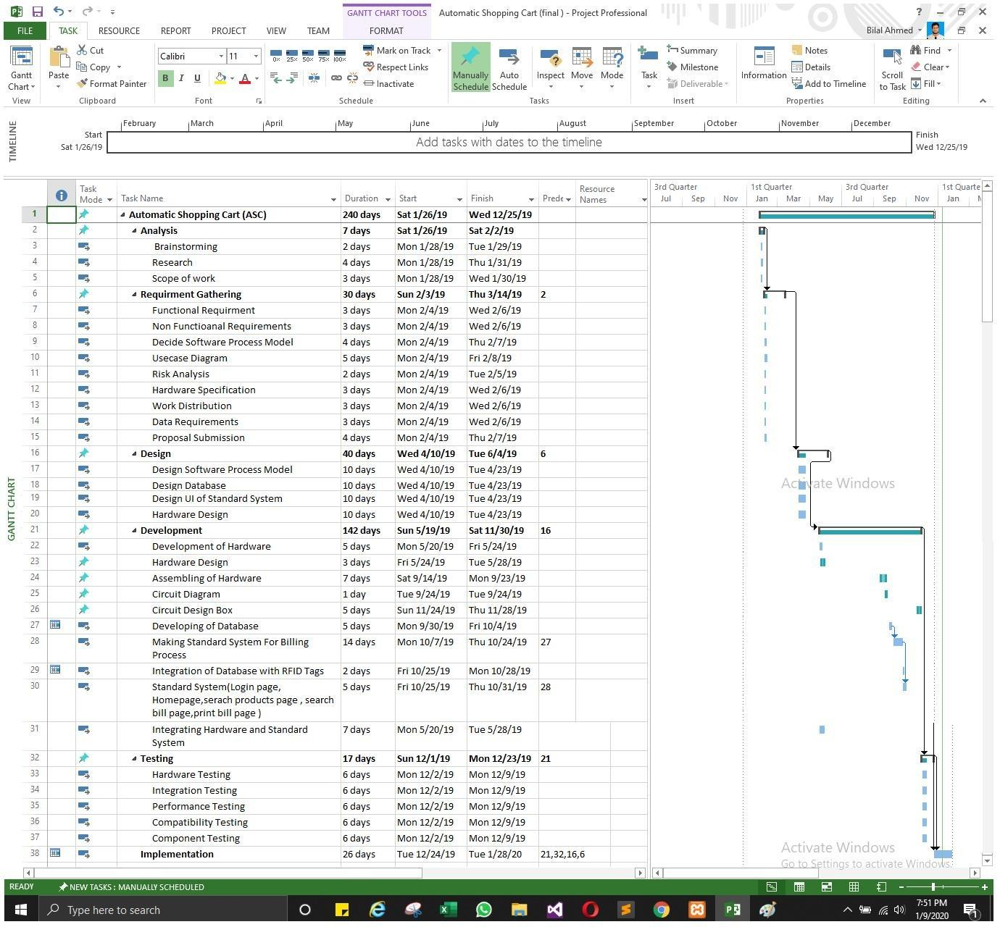 GANTT CHART TOOLS Automatic Shopping Cart (final ) - Project Professional ?
FILE TASK RESOURCE REPORT PROJECT VIEW TEAM FORMAT Bilal Ahmed
Gantt Chart
View
Paste
Cut
Copy
Format Painter
Clipboard
Calibri 11
B I U A
Font
0% 25% 50% 75% 100%
Mark on Track
Respect Links
Inactivate
Schedule
Manually Schedule
Auto Schedule
Inspect
Move
Mode
Tasks
Task
Summary
Milestone
Deliverable
Insert
Information
Notes
Details
Add to Timeline
Properties
Scroll to Task
Find
Clear
Fill
Editing
TIMELINE
February March April May June July August September October November December
Start
Sat 1/26/19
Add tasks with dates to the timeline
Finish
Wed 12/25/19
GANTT CHART
Task Mode Task Name Duration Start Finish Prede Resource Names
3rd Quarter 1st Quarter 3rd Quarter 1st Quarte
Jul Sep Nov Jan Mar May Jul Sep Nov Jan M
1 Automatic Shopping Cart (ASC) 240 days Sat 1/26/19 Wed 12/25/19
2 Analysis 7 days Sat 1/26/19 Sat 2/2/19
3 Brainstorming 2 days Mon 1/28/19 Tue 1/29/19
4 Research 4 days Mon 1/28/19 Thu 1/31/19
5 Scope of work 3 days Mon 1/28/19 Wed 1/30/19
6 Requirment Gathering 30 days Sun 2/3/19 Thu 3/14/19 2
7 Functional Requirment 3 days Mon 2/4/19 Wed 2/6/19
8 Non Functioanal Requirements 3 days Mon 2/4/19 Wed 2/6/19
9 Decide Software Process Model 4 days Mon 2/4/19 Thu 2/7/19
10 Usecase Diagram 5 days Mon 2/4/19 Fri 2/8/19
11 Risk Analysis 2 days Mon 2/4/19 Tue 2/5/19
12 Hardware Specification 3 days Mon 2/4/19 Wed 2/6/19
13 Work Distribution 3 days Mon 2/4/19 Wed 2/6/19
14 Data Requirements 3 days Mon 2/4/19 Wed 2/6/19
15 Proposal Submission 4 days Mon 2/4/19 Thu 2/7/19
16 Design 40 days Wed 4/10/19 Tue 6/4/19 6
17 Design Software Process Model 10 days Wed 4/10/19 Tue 4/23/19
18 Design Database 10 days Wed 4/10/19 Tue 4/23/19
19 Design UI of Standard System 10 days Wed 4/10/19 Tue 4/23/19
20 Hardware Design 10 days Wed 4/10/19 Tue 4/23/19
21 Development 142 days Sun 5/19/19 Sat 11/30/19 16
22 Development of Hardware 5 days Mon 5/20/19 Fri 5/24/19
23 Hardware Design 3 days Fri 5/24/19 Tue 5/28/19
24 Assembling of Hardware 7 days Sat 9/14/19 Mon 9/23/19
25 Circuit Diagram 1 day Tue 9/24/19 Tue 9/24/19
26 Circuit Design Box 5 days Sun 11/24/19 Thu 11/28/19
27 Developing of Database 5 days Mon 9/30/19 Fri 10/4/19
28 Making Standard System For Billing 14 days Mon 10/7/19 Thu 10/24/19 27
Process
29 Integration of Database with RFID Tags 2 days Fri 10/25/19 Mon 10/28/19
30 Standard System(Login page, 5 days Fri 10/25/19 Thu 10/31/19 28
Homepage,serach products page , search
bill page,print bill page )
31 Integrating Hardware and Standard 7 days Mon 5/20/19 Tue 5/28/19
System
32 Testing 17 days Sun 12/1/19 Mon 12/23/19 21
33 Hardware Testing 6 days Mon 12/2/19 Mon 12/9/19
34 Integration Testing 6 days Mon 12/2/19 Mon 12/9/19
35 Performance Testing 6 days Mon 12/2/19 Mon 12/9/19
36 Compatibility Testing 6 days Mon 12/2/19 Mon 12/9/19
37 Component Testing 6 days Mon 12/2/19 Mon 12/9/19
38 Implementation 26 days Tue 12/24/19 Tue 1/28/20 21,32,16,6
Activate Windows
Activate Windows
Go to Settings to activate Windows.
READY NEW TASKS : MANUALLY SCHEDULED
Type here to search
7:51 PM
1/9/2020
1